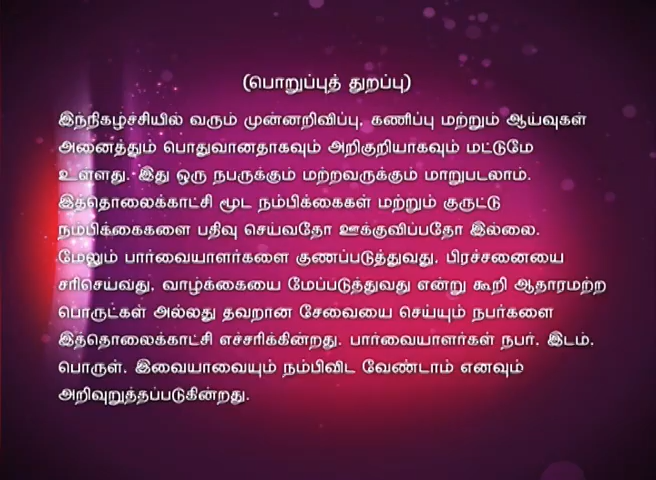 (பொறுப்புத் துறப்பு)
இந்நிகழ்ச்சியில் வரும் முன்னறிவிப்பு, கணிப்பு மற்றும் ஆய்வுகள்
அனைத்தும் பொதுவானதாகவும் அறிகுறியாகவும் மட்டுமே
உள்ளது. இது ஒரு நபருக்கும் மற்றவருக்கும் மாறுபடலாம்.
இத்தொலைக்காட்சி மூட நம்பிக்கைகள் மற்றும் குருட்டு
நம்பிக்கைகளை பதிவு செய்வதோ ஊக்குவிப்பதோ இல்லை.
மேலும் பார்வையாளர்களை குணப்படுத்துவது, பிரச்சனையை
சரிசெய்வது, வாழ்க்கையை மேப்படுத்துவது என்று கூறி ஆதாரமற்ற
பொருட்கள் அல்லது தவறான சேவையை செய்யும் நபர்களை
இத்தொலைக்காட்சி எச்சரிக்கின்றது. பார்வையாளர்கள் நபர், இடம்,
பொருள், இவையாவையும் நம்பிவிட வேண்டாம் எனவும்
அறிவுறுத்தப்படுகின்றது.